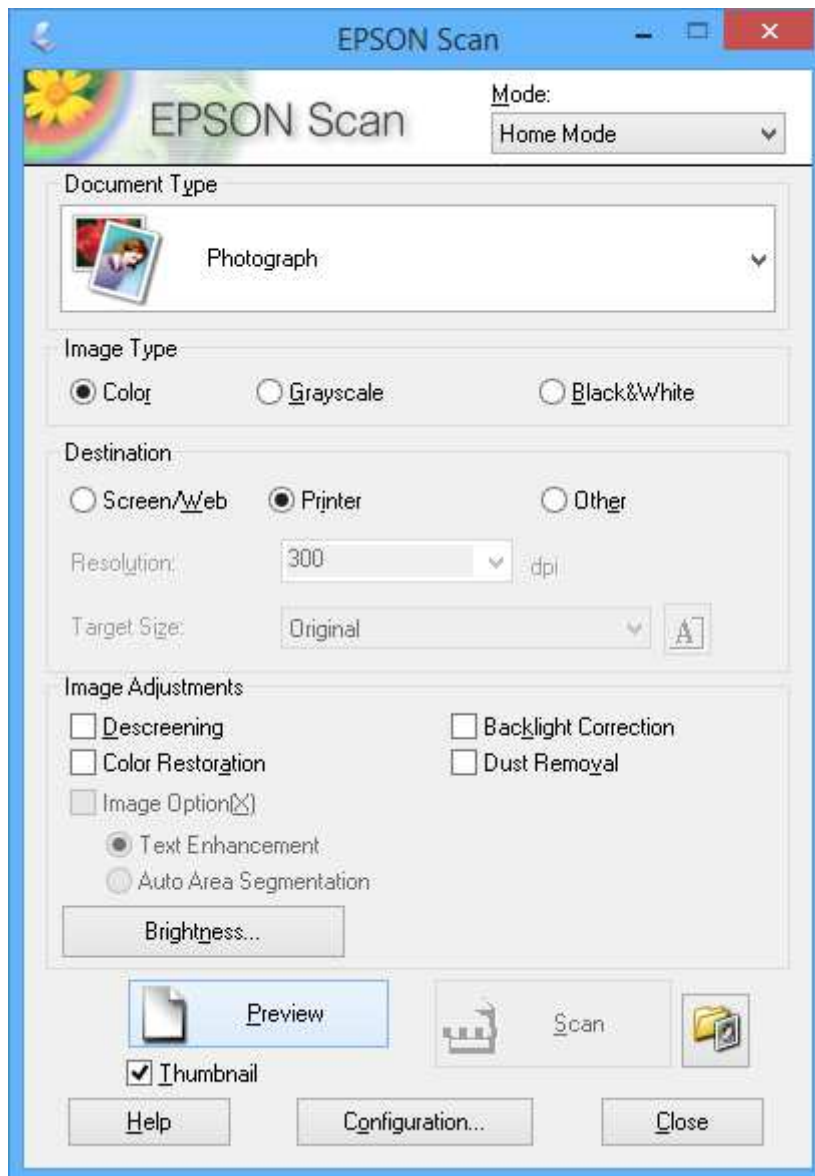 EPSON Scan
EPSON Scan
Mode:
Home Mode
Document Type
Photograph
Image Type
Color Grayscale Black&White
Destination
Screen/Web Printer Other
Resolution: 300 dpi
Target Size: Original A
Image Adjustments
Descreening Backlight Correction
Color Restoration Dust Removal
Image Option(X)
Text Enhancement
Auto Area Segmentation
Brightness...
Preview Scan
Thumbnail
Help Configuration... Close